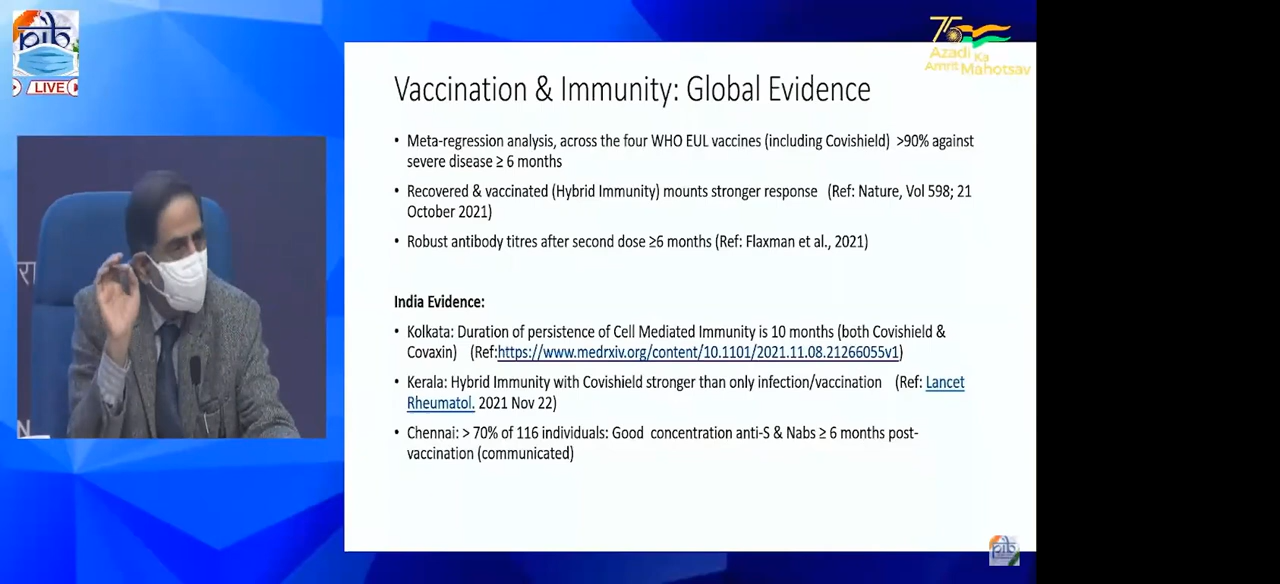 pib
LIVE
75
Azadi
Ka
Amrit Mahotsav
Vaccination & Immunity: Global Evidence
• Meta-regression analysis, across the four WHO EUL vaccines (including Covishield) >90% against
severe disease ≥ 6 months
• Recovered & vaccinated (Hybrid Immunity) mounts stronger response (Ref: Nature, Vol 598; 21
October 2021)
• Robust antibody titres after second dose ≥6 months (Ref: Flaxman et al., 2021)
India Evidence:
• Kolkata: Duration of persistence of Cell Mediated Immunity is 10 months (both Covishield &
Covaxin) (Ref:https://www.medrxiv.org/content/10.1101/2021.11.08.21266055v1)
• Kerala: Hybrid Immunity with Covishield stronger than only infection/vaccination (Ref: Lancet
Rheumatol. 2021 Nov 22)
• Chennai: > 70% of 116 individuals: Good concentration anti-S & Nabs ≥ 6 months post-
vaccination (communicated)
pib